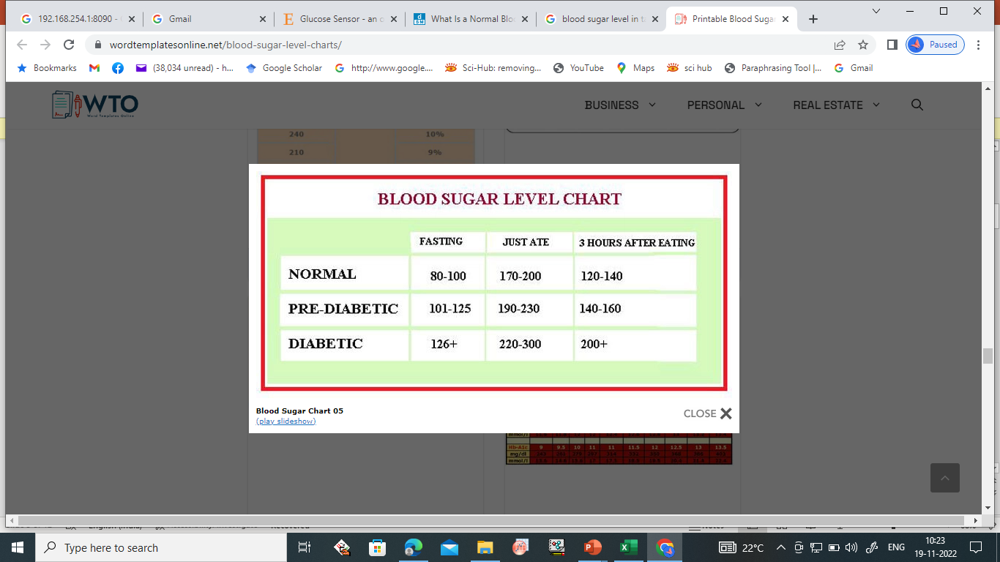 192.168.254.1:8090 -
Gmail
Glucose Sensor - an o
What Is a Normal Bloo
blood sugar level in t
Printable Blood Sugar
wordtemplatesonline.net/blood-sugar-level-charts/
Paused
Bookmarks
(38,034 unread) - h...
Google Scholar
http://www.google....
Sci-Hub: removing...
YouTube
Maps
sci hub
Paraphrasing Tool |...
Gmail
WTO
Word Templates Online
BUSINESS
PERSONAL
REAL ESTATE
240 10%
210 9%
BLOOD SUGAR LEVEL CHART
FASTING JUST ATE 3 HOURS AFTER EATING
NORMAL 80-100 170-200 120-140
PRE-DIABETIC 101-125 190-230 140-160
DIABETIC 126+ 220-300 200+
Blood Sugar Chart 05
(play slideshow)
CLOSE
mmol/l
Hb-A1c 9 9.5 10 11 11 11.5 12 12.5 13 13.5
mg/dl
mmol/l
Type here to search
22°C
ENG
10:23
19-11-2022